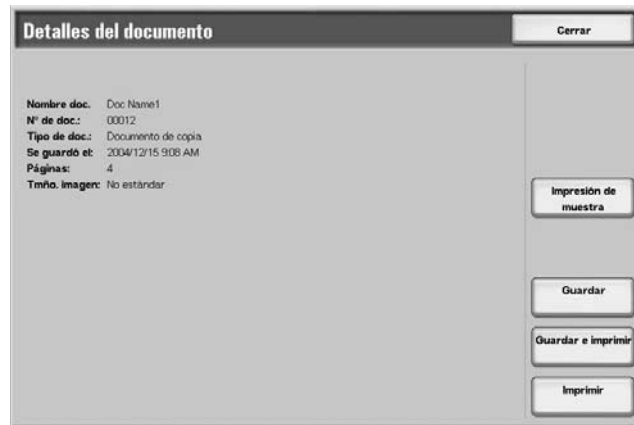 Detalles del documento
Cerrar
Nombre doc. Doc Name1
Nº de doc.: 00012
Tipo de doc.: Documento de copia
Se guardó el: 2004/12/15 9:08 AM
Páginas: 4
Tmño. imagen: No estándar
Impresión de
muestra
Guardar
Guardar e imprimir
Imprimir